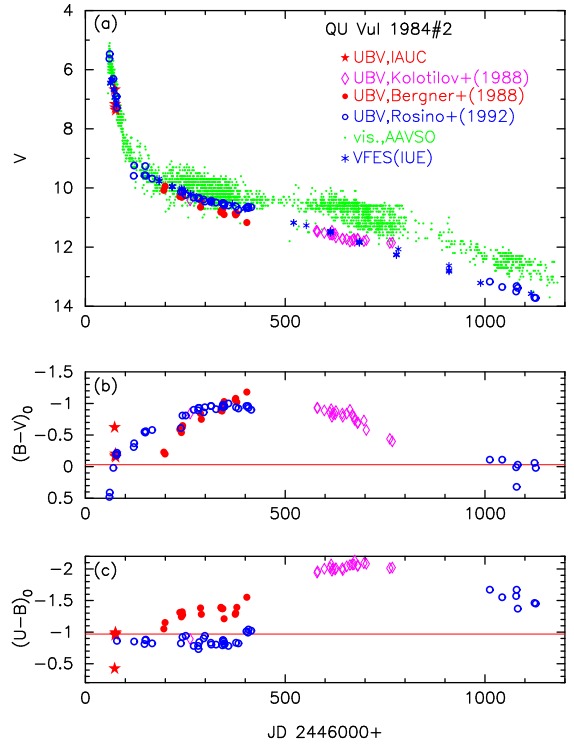 (a)
QU Vul 1984#2
UBV,IAUC
UBV,Kolotilov+(1988)
UBV,Bergner+(1988)
UBV,Rosino+(1992)
vis.,AAVSO
VFES(IUE)
4
6
8
10
12
14
V
0 500 1000
(b)
−1.5
−1
−0.5
0
0.5
(B−V)0
0 500 1000
(c)
−2
−1.5
−1
−0.5
(U−B)0
0 500 1000
JD 2446000+